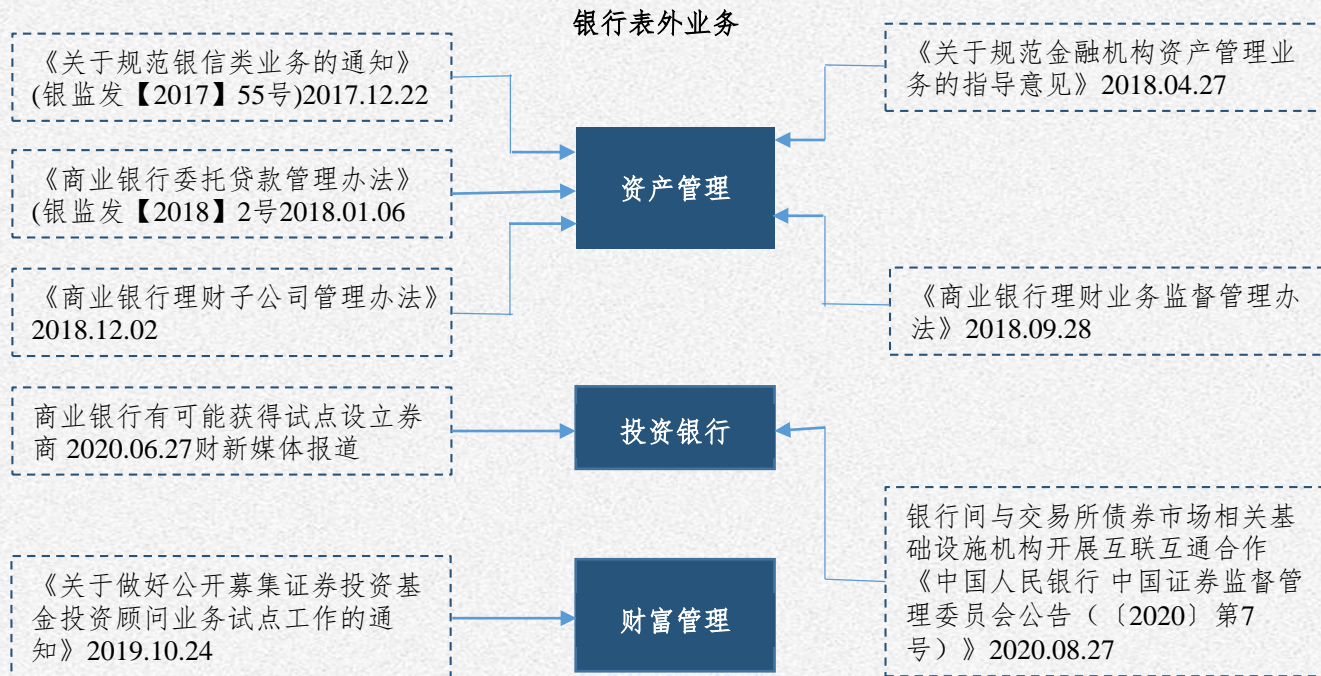 银行表外业务
《关于规范银信类业务的通知》
(银监发【2017】55号)2017.12.22
《商业银行委托贷款管理办法》
(银监发【2018】2号2018.01.06
《商业银行理财子公司管理办法》
2018.12.02
资产管理
《关于规范金融机构资产管理业
务的指导意见》2018.04.27
《商业银行理财业务监督管理办
法》2018.09.28
商业银行有可能获得试点设立券
商 2020.06.27财新媒体报道
投资银行
银行间与交易所债券市场相关基
础设施机构开展互联互通合作
《中国人民银行 中国证券监督管
理委员会公告（〔2020〕第7
号）》2020.08.27
《关于做好公开募集证券投资基
金投资顾问业务试点工作的通
知》2019.10.24
财富管理